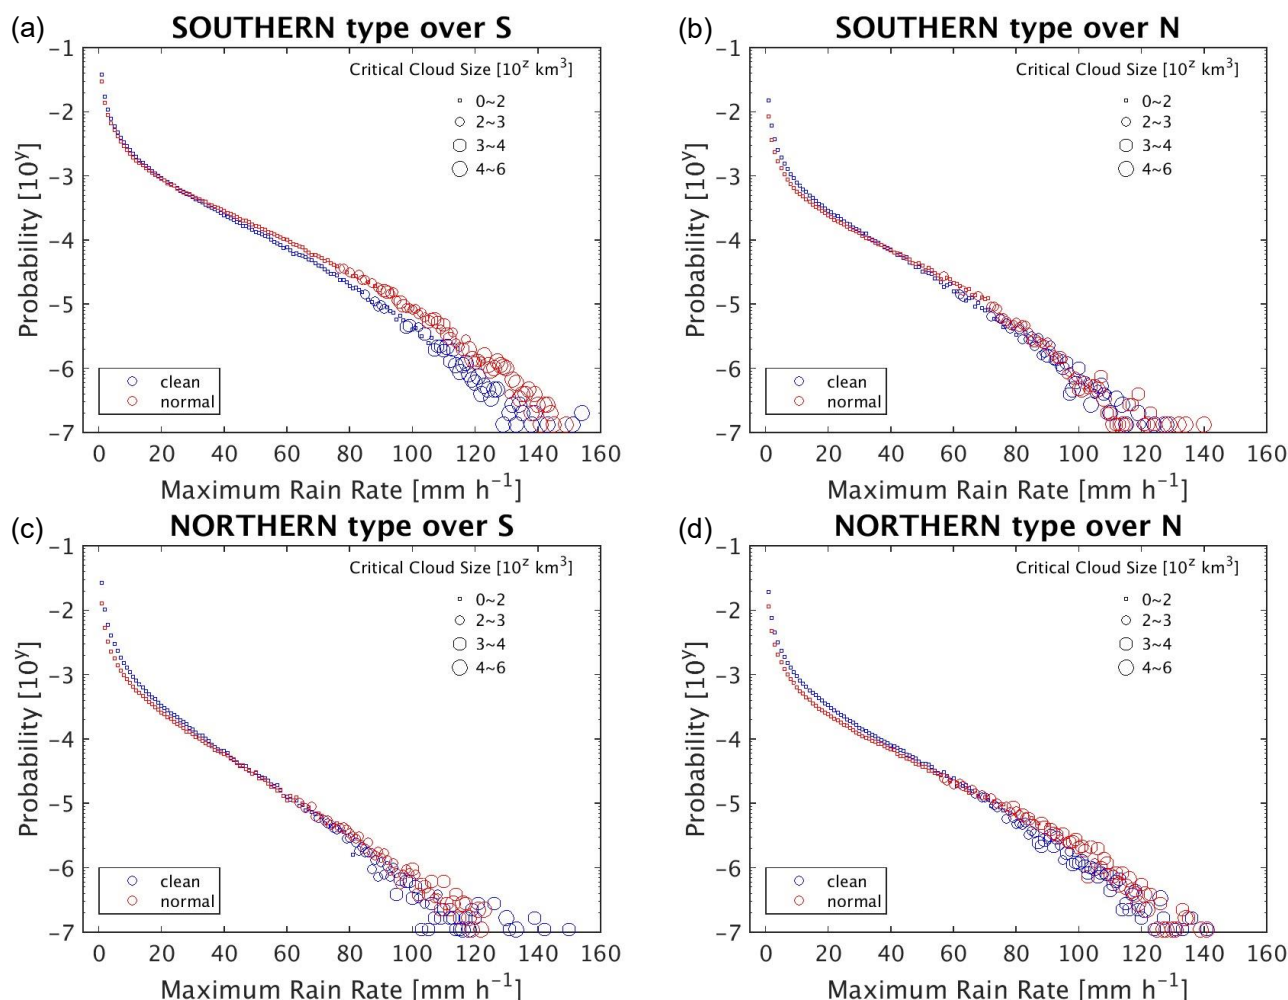 (a) SOUTHERN type over S
Critical Cloud Size [10^z km^3]
0~2
2~3
3~4
4~6
clean
normal
Probability [10^y]
-1
-2
-3
-4
-5
-6
-7
0 20 40 60 80 100 120 140 160
Maximum Rain Rate [mm h^-1]
(b) SOUTHERN type over N
Critical Cloud Size [10^z km^3]
0~2
2~3
3~4
4~6
clean
normal
Probability [10^y]
-1
-2
-3
-4
-5
-6
-7
0 20 40 60 80 100 120 140 160
Maximum Rain Rate [mm h^-1]
(c) NORTHERN type over S
Critical Cloud Size [10^z km^3]
0~2
2~3
3~4
4~6
clean
normal
Probability [10^y]
-1
-2
-3
-4
-5
-6
-7
0 20 40 60 80 100 120 140 160
Maximum Rain Rate [mm h^-1]
(d) NORTHERN type over N
Critical Cloud Size [10^z km^3]
0~2
2~3
3~4
4~6
clean
normal
Probability [10^y]
-1
-2
-3
-4
-5
-6
-7
0 20 40 60 80 100 120 140 160
Maximum Rain Rate [mm h^-1]